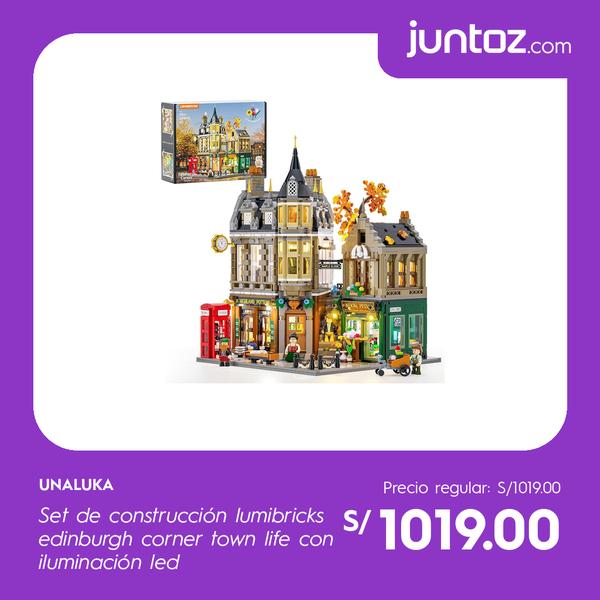 juntoz.com
UNALUKA
Set de construcción lumibricks
edinburgh corner town life con
iluminación led
Precio regular: S/1019.00
S/ 1019.00